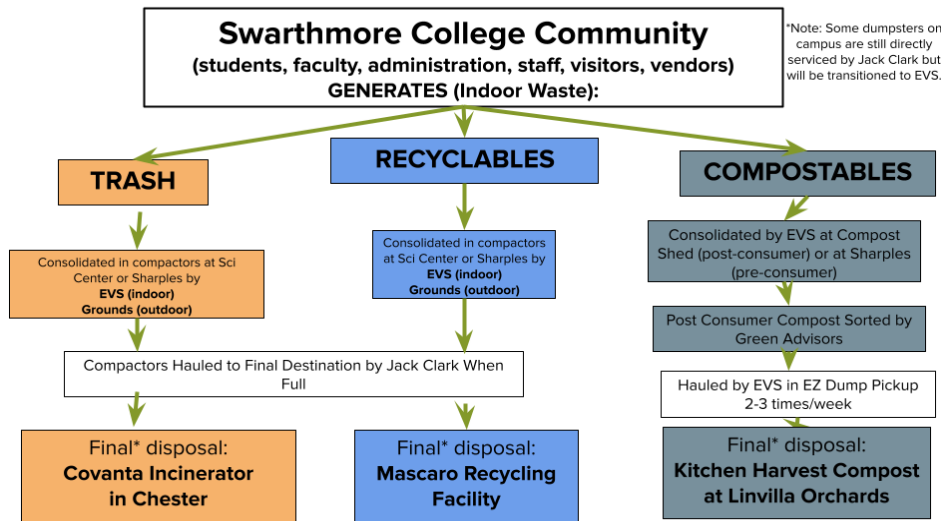 Swarthmore College Community
(students, faculty, administration, staff, visitors, vendors)
GENERATES (Indoor Waste):
*Note: Some dumpsters on
campus are still directly
serviced by Jack Clark but
will be transitioned to EVS.
TRASH
RECYCLABLES
COMPOSTABLES
Consolidated in compactors at Sci
Center or Sharples by
EVS (indoor)
Grounds (outdoor)
Consolidated in compactors
at Sci Center or Sharples by
EVS (indoor)
Grounds (outdoor)
Consolidated by EVS at Compost
Shed (post-consumer) or at Sharples
(pre-consumer)
Post Consumer Compost Sorted by
Green Advisors
Compactors Hauled to Final Destination by Jack Clark When
Full
Hauled by EVS in EZ Dump Pickup
2-3 times/week
Final* disposal:
Covanta Incinerator
in Chester
Final* disposal:
Mascaro Recycling
Facility
Final* disposal:
Kitchen Harvest Compost
at Linvilla Orchards